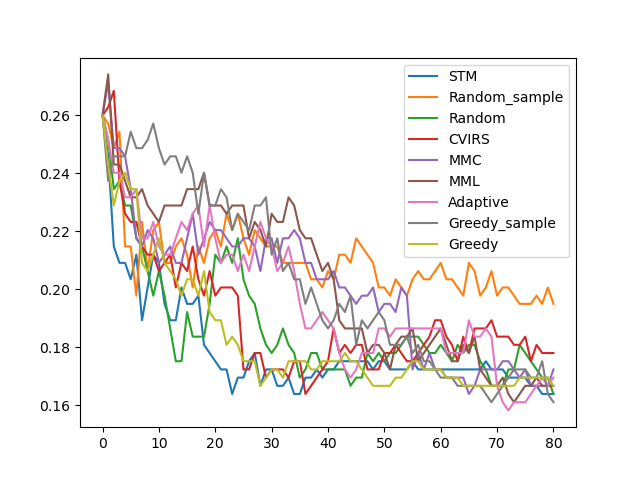 0.26
0.24
0.22
0.20
0.18
0.16
0 10 20 30 40 50 60 70 80
STM
Random_sample
Random
CVIRS
MMC
MML
Adaptive
Greedy_sample
Greedy